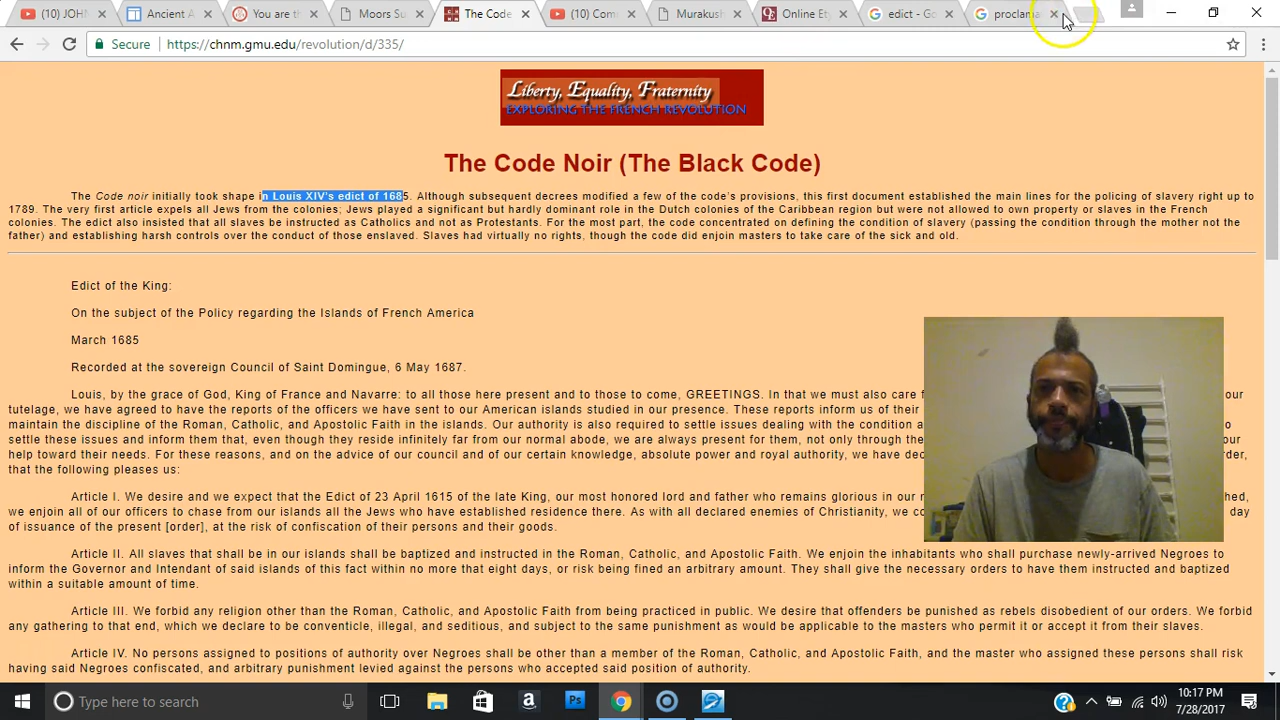 (10) JOHN
Ancient A
You are th
Moors S
The Code
(10) Com
Murakush
Online Et
edict - Go
proclama
Secure
https://chnm.gmu.edu/revolution/d/335/
Liberty, Equality, Fraternity
EXPLORING THE FRENCH REVOLUTION
The Code Noir (The Black Code)
The Code noir initially took shape in Louis XIV's edict of 1685. Although subsequent decrees modified a few of the code's provisions, this first document established the main lines for the policing of slavery right up to
1789. The very first article expels all Jews from the colonies; Jews played a significant but hardly dominant role in the Dutch colonies of the Caribbean region but were not allowed to own property or slaves in the French
colonies. The edict also insisted that all slaves be instructed as Catholics and not as Protestants. For the most part, the code concentrated on defining the condition of slavery (passing the condition through the mother not the
father) and establishing harsh controls over the conduct of those enslaved. Slaves had virtually no rights, though the code did enjoin masters to take care of the sick and old.
Edict of the King:
On the subject of the Policy regarding the Islands of French America
March 1685
Recorded at the sovereign Council of Saint Domingue, 6 May 1687.
Louis, by the grace of God, King of France and Navarre: to all those here present and to those to come, GREETINGS. In that we must also care f our
tutelage, we have agreed to have the reports of the officers we have sent to our American islands studied in our presence. These reports inform us of their to
maintain the discipline of the Roman, Catholic, and Apostolic Faith in the islands. Our authority is also required to settle issues dealing with the condition a to
settle these issues and inform them that, even though they reside infinitely far from our normal abode, we are always present for them, not only through the our
help toward their needs. For these reasons, and on the advice of our council and of our certain knowledge, absolute power and royal authority, we have dec rder,
that the following pleases us:
Article I. We desire and we expect that the Edict of 23 April 1615 of the late King, our most honored lord and father who remains glorious in our r hed,
we enjoin all of our officers to chase from our islands all the Jews who have established residence there. As with all declared enemies of Christianity, we co day
of issuance of the present [order], at the risk of confiscation of their persons and their goods.
Article II. All slaves that shall be in our islands shall be baptized and instructed in the Roman, Catholic, and Apostolic Faith. We enjoin the inhabitants who shall purchase newly-arrived Negroes to
inform the Governor and Intendant of said islands of this fact within no more that eight days, or risk being fined an arbitrary amount. They shall give the necessary orders to have them instructed and baptized
within a suitable amount of time.
Article III. We forbid any religion other than the Roman, Catholic, and Apostolic Faith from being practiced in public. We desire that offenders be punished as rebels disobedient of our orders. We forbid
any gathering to that end, which we declare to be conventicle, illegal, and seditious, and subject to the same punishment as would be applicable to the masters who permit it or accept it from their slaves.
Article IV. No persons assigned to positions of authority over Negroes shall be other than a member of the Roman, Catholic, and Apostolic Faith, and the master who assigned these persons shall risk
having said Negroes confiscated, and arbitrary punishment levied against the persons who accepted said position of authority.
Type here to search
10:17 PM
7/28/2017